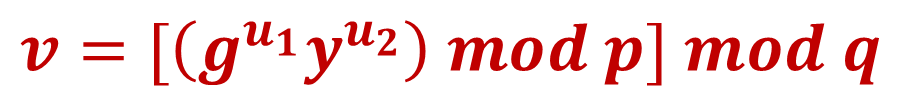 v = [(g^{u_1}y^{u_2}) mod p] mod q